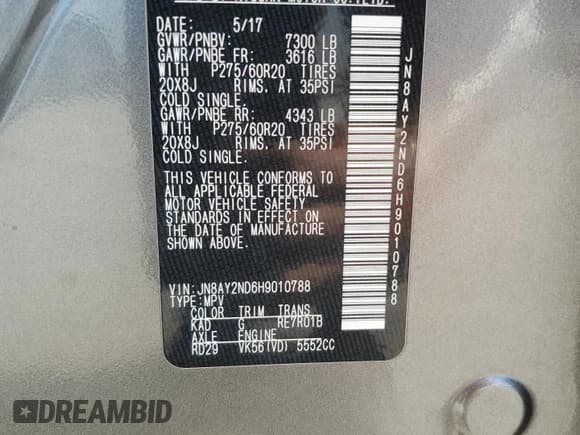 DATE: 5/17
GVWR/PNBV: 7300 LB
GAWR/PNBE FR: 3616 LB
WITH P275/60R20 TIRES
20X8J RIMS. AT 35PSI
COLD SINGLE.
GAWR/PNBE RR: 4343 LB
WITH P275/60R20 TIRES
20X8J RIMS. AT 35PSI
COLD SINGLE.
THIS VEHICLE CONFORMS TO
ALL APPLICABLE FEDERAL
MOTOR VEHICLE SAFETY
STANDARDS IN EFFECT ON
THE DATE OF MANUFACTURE
SHOWN ABOVE.
VIN:JN8AY2ND6H9010788
TYPE:MPV
COLOR TRIM TRANS
KAD G RE7R01B
AXLE ENGINE
RD29 VK56(VD) 5552CC
JN8AY2ND6H9010788
DREAMBID